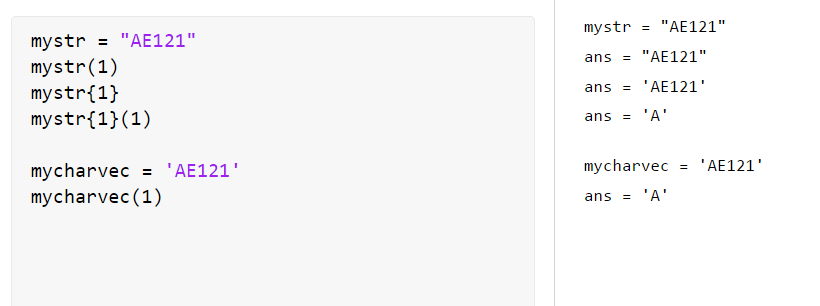 mystr = "AE121"
mystr(1)
mystr{1}
mystr{1}(1)
mycharvec = 'AE121'
mycharvec(1)
mystr = "AE121"
ans = "AE121"
ans = 'AE121'
ans = 'A'
mycharvec = 'AE121'
ans = 'A'